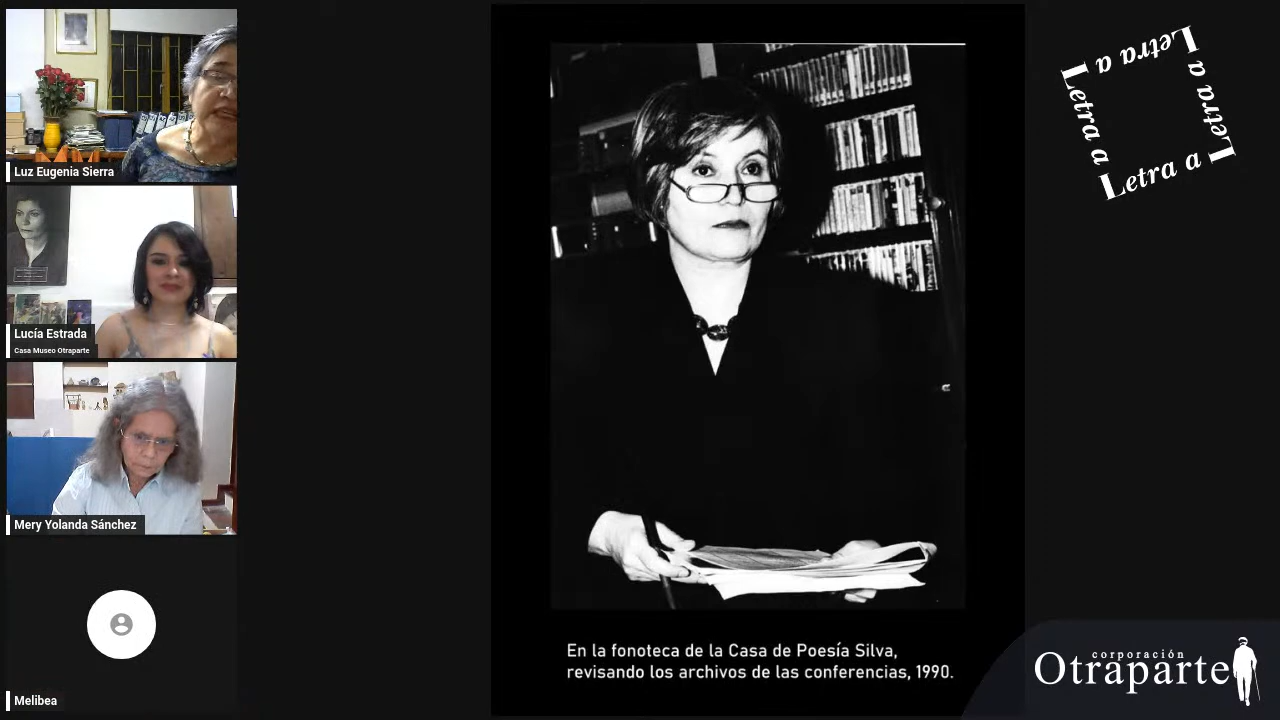 Luz Eugenia Sierra
Lucía Estrada
Casa Museo Otraparte
Mery Yolanda Sánchez
Melibea
En la fonoteca de la Casa de Poesía Silva,
revisando los archivos de las conferencias, 1990.
Letra a
Letra a
Letra a
Letra a
corporación
Otraparte